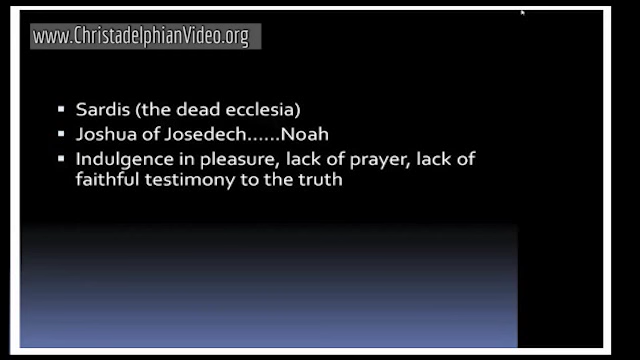 www.ChristadelphianVideo.org
▪ Sardis (the dead ecclesia)
▪ Joshua of Josedech......Noah
▪ Indulgence in pleasure, lack of prayer, lack of
faithful testimony to the truth